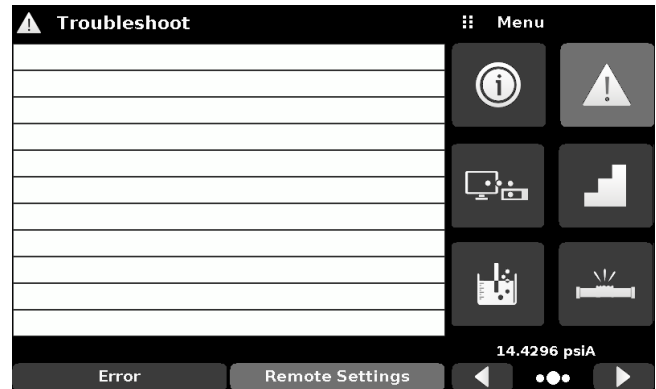 Troubleshoot
Menu
14.4296 psiA
Error
Remote Settings